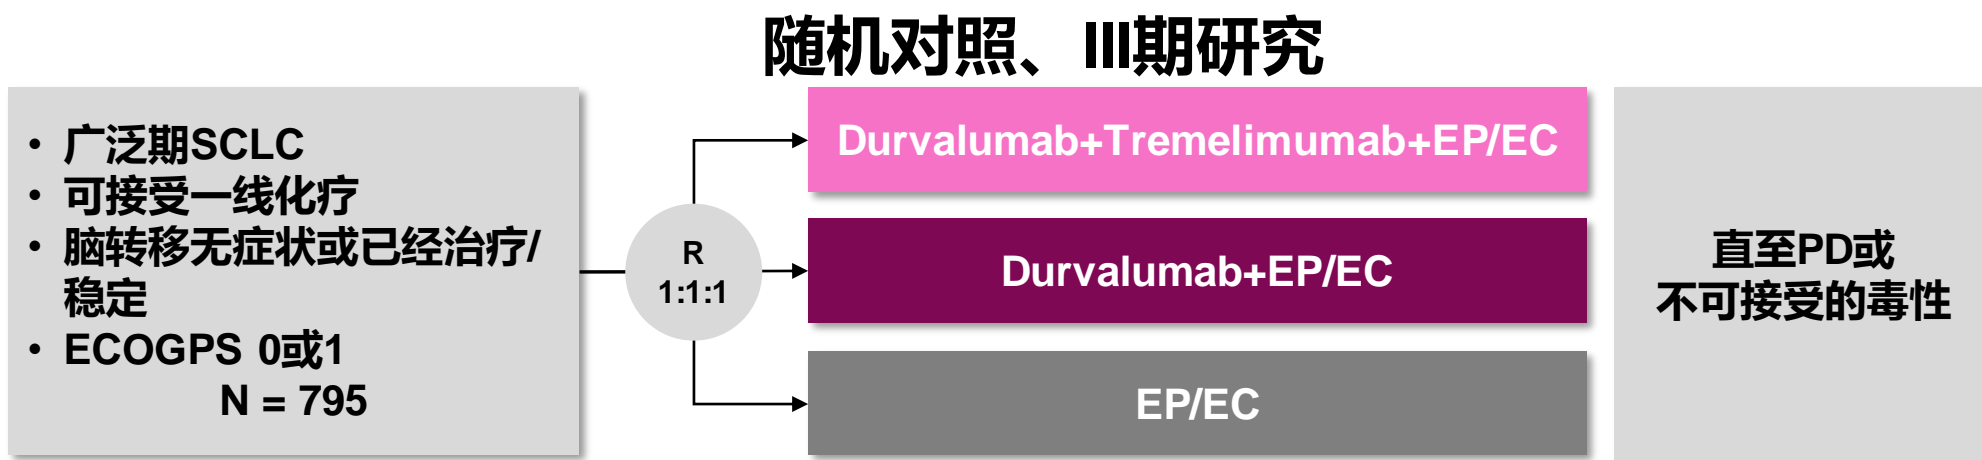 随机对照、III期研究
• 广泛期SCLC
• 可接受一线化疗
• 脑转移无症状或已经治疗/
稳定
• ECOGPS 0或1
N = 795
R
1:1:1
Durvalumab+Tremelimumab+EP/EC
Durvalumab+EP/EC
EP/EC
直至PD或
不可接受的毒性